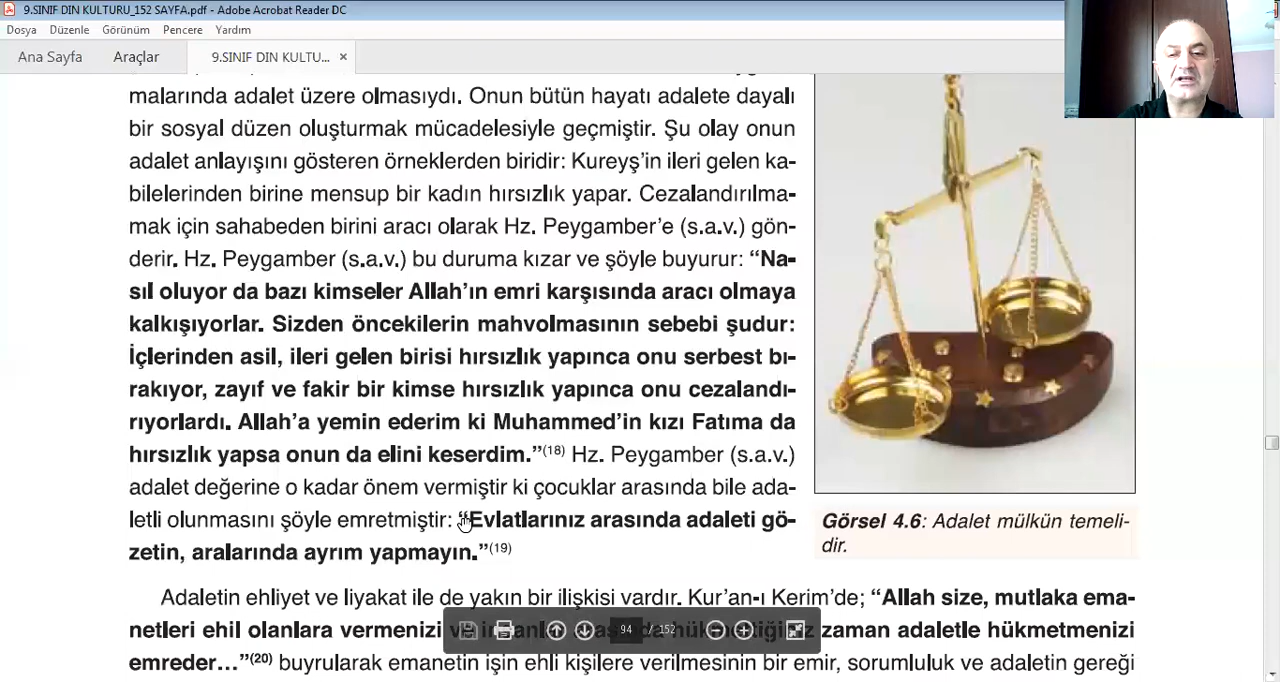 9.SINIF DIN KULTURU_152 SAYFA.pdf - Adobe Acrobat Reader DC
Dosya Düzenle Görünüm Pencere Yardım
Ana Sayfa Araçlar 9.SINIF DIN KULTU... ×
malarında adalet üzere olmasıydı. Onun bütün hayatı adalete dayalı
bir sosyal düzen oluşturmak mücadelesiyle geçmiştir. Şu olay onun
adalet anlayışını gösteren örneklerden biridir: Kureyş’in ileri gelen ka-
bilelerinden birine mensup bir kadın hırsızlık yapar. Cezalandırılma-
mak için sahabeden birini aracı olarak Hz. Peygamber’e (s.a.v.) gön-
derir. Hz. Peygamber (s.a.v.) bu duruma kızar ve şöyle buyurur: “Na-
sıl oluyor da bazı kimseler Allah’ın emri karşısında aracı olmaya
kalkışıyorlar. Sizden öncekilerin mahvolmasının sebebi şudur:
İçlerinden asil, ileri gelen birisi hırsızlık yapınca onu serbest bı-
rakıyor, zayıf ve fakir bir kimse hırsızlık yapınca onu cezalandı-
rıyorlardı. Allah’a yemin ederim ki Muhammed’in kızı Fatıma da
hırsızlık yapsa onun da elini keserdim.”(18) Hz. Peygamber (s.a.v.)
adalet değerine o kadar önem vermiştir ki çocuklar arasında bile ada-
letli olunmasını şöyle emretmiştir: “Evlatlarınız arasında adaleti gö-
zetin, aralarında ayrım yapmayın.”(19)
Görsel 4.6: Adalet mülkün temeli-
dir.
Adaletin ehliyet ve liyakat ile de yakın bir ilişkisi vardır. Kur’an-ı Kerim’de; “Allah size, mutlaka ema-
netleri ehil olanlara vermenizi zaman adaletle hükmetmenizi
94 / 152
emreder...”(20) buyrularak emanetin işin ehli kişilere verilmesinin bir emir, sorumluluk ve adaletin gereği